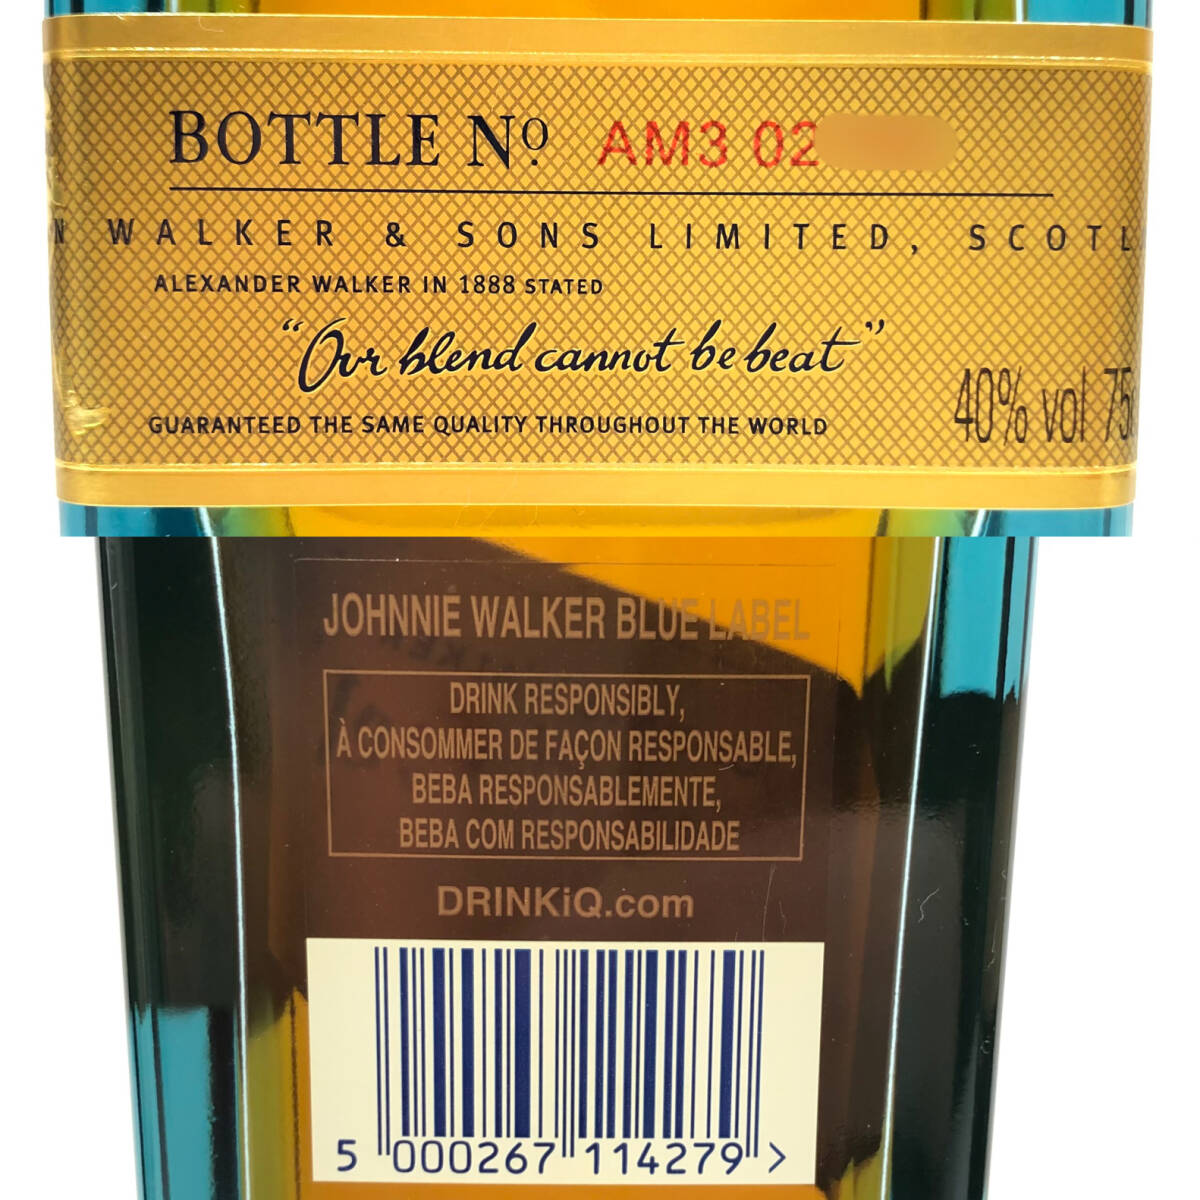 BOTTLE Nº. AM3 02
N WALKER & SONS LIMITED, SCOTL
ALEXANDER WALKER IN 1888 STATED
"Our blend cannot be beat"
GUARANTEED THE SAME QUALITY THROUGHOUT THE WORLD
40% vol 75
JOHNNIE WALKER BLUE LABEL
DRINK RESPONSIBLY,
À CONSOMMER DE FAÇON RESPONSABLE,
BEBA RESPONSABLEMENTE,
BEBA COM RESPONSABILIDADE
DRINKiQ.com
5 000267 114279 >